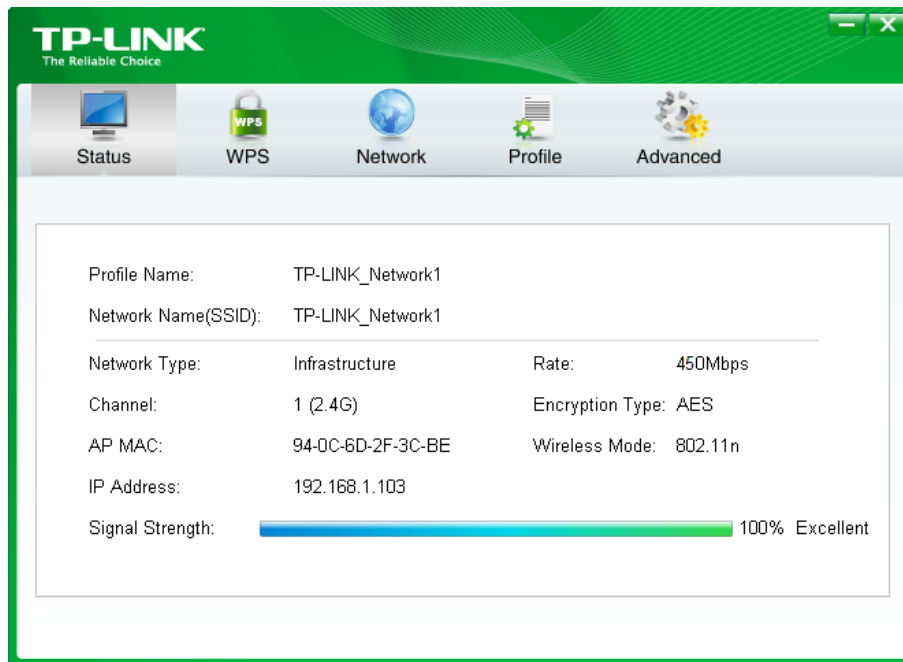 TP-LINK
The Reliable Choice
WPS
Status WPS Network Profile Advanced
Profile Name: TP-LINK_Network1
Network Name(SSID): TP-LINK_Network1
Network Type: Infrastructure Rate: 450Mbps
Channel: 1 (2.4G) Encryption Type: AES
AP MAC: 94-0C-6D-2F-3C-BE Wireless Mode: 802.11n
IP Address: 192.168.1.103
Signal Strength: 100% Excellent